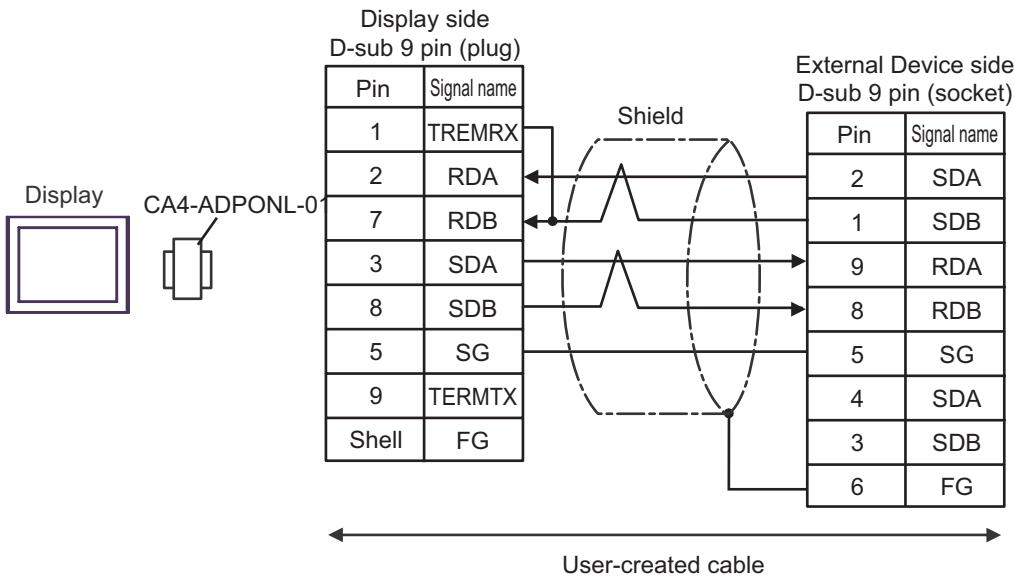 Display side
D-sub 9 pin (plug)
Pin Signal name
1 TREMRX
2 RDA
7 RDB
3 SDA
8 SDB
5 SG
9 TERMTX
Shell FG
Shield
External Device side
D-sub 9 pin (socket)
Pin Signal name
2 SDA
1 SDB
9 RDA
8 RDB
5 SG
4 SDA
3 SDB
6 FG
Display
CA4-ADPONL-01
User-created cable